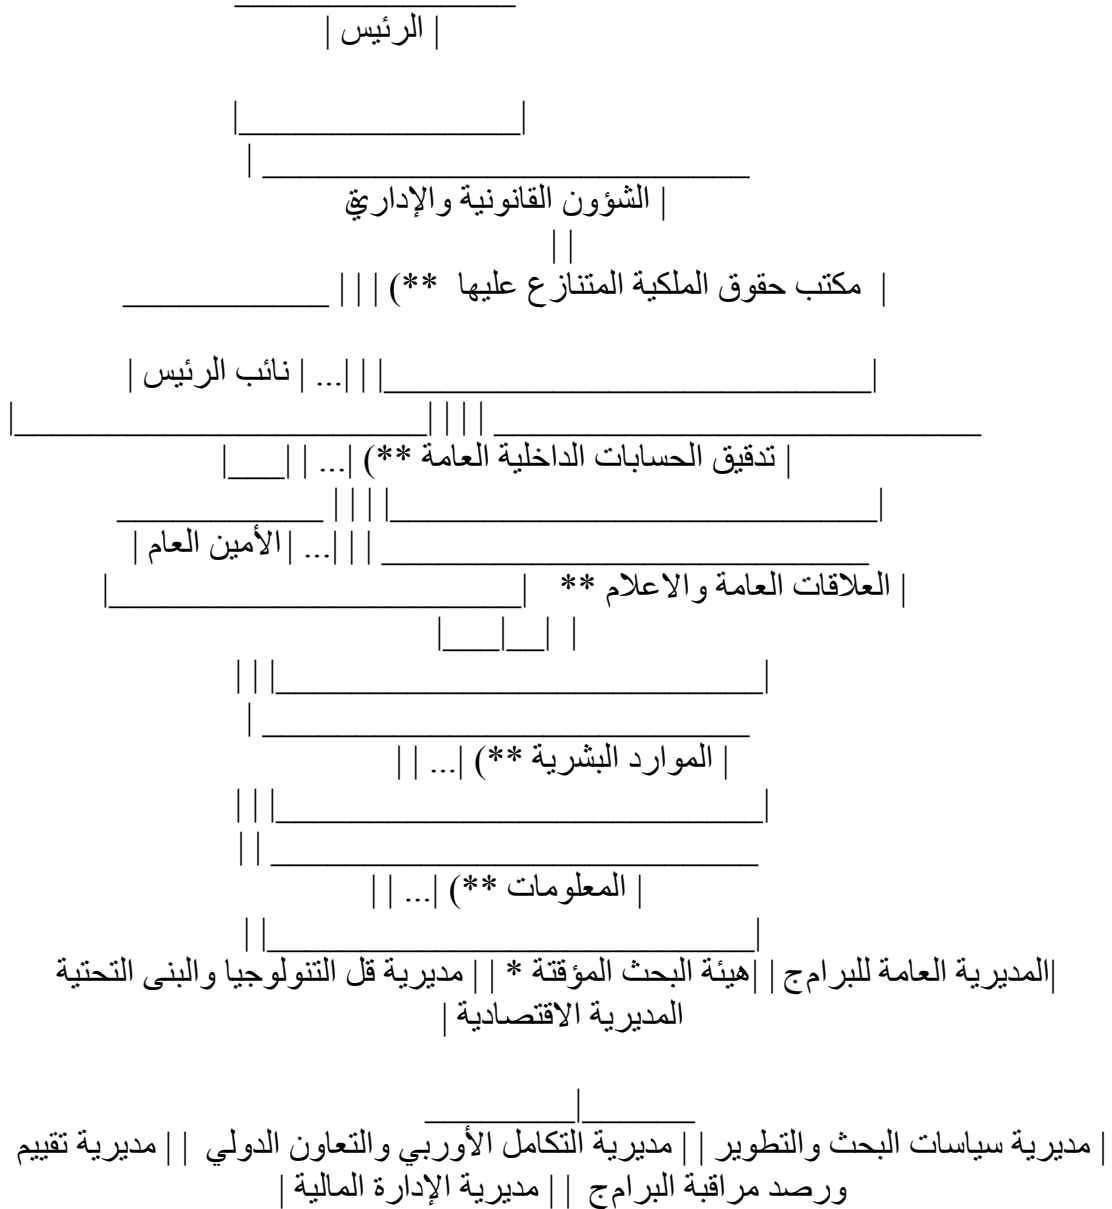 | الرئيس |
| الشؤون القانونية والإدارية
| مكتب حقوق الملكية المتنازع عليها **) | | |
| | |... | نائب الرئيس |
| تدقيق الحسابات الداخلية العامة **) |... | |
| | |... | الأمين العام |
| العلاقات العامة والاعلام **
| الموارد البشرية **) |... | |
| المعلومات **) |... | |
|المديرية العامة للبرامج | |هيئة البحث المؤقتة * | | مديرية قل التنولوجيا والبنى التحتية
المديرية الاقتصادية |
| مديرية سياسات البحث والتطوير | | مديرية التكامل الأوربي والتعاون الدولي | | مديرية تقييم
ورصد مراقبة البرامج | | مديرية الإدارة المالية |